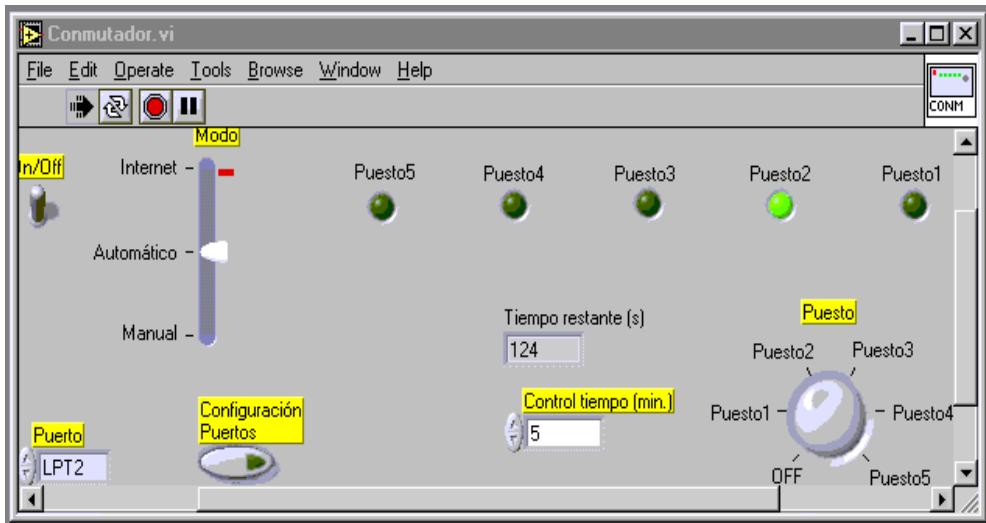 Conmutador.vi
File Edit Operate Tools Browse Window Help
CONM
Modo
In/Off
Internet
Automático
Manual
Puesto5
Puesto4
Puesto3
Puesto2
Puesto1
Tiempo restante (s)
124
Control tiempo (min.)
5
Puesto
Puesto2
Puesto3
Puesto1
Puesto4
OFF
Puesto5
Configuración
Puertos
Puerto
LPT2